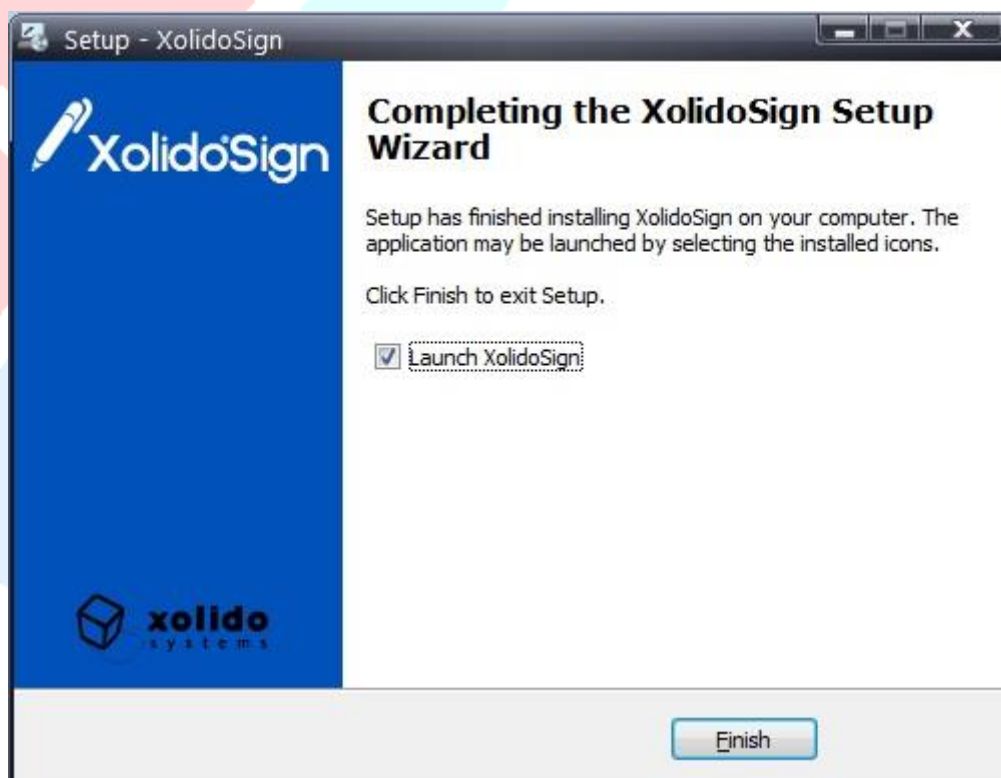 Setup - XolidoSign
XolidoSign
Completing the XolidoSign Setup
Wizard
Setup has finished installing XolidoSign on your computer. The
application may be launched by selecting the installed icons.
Click Finish to exit Setup.
Launch XolidoSign
xolido
systems
Finish